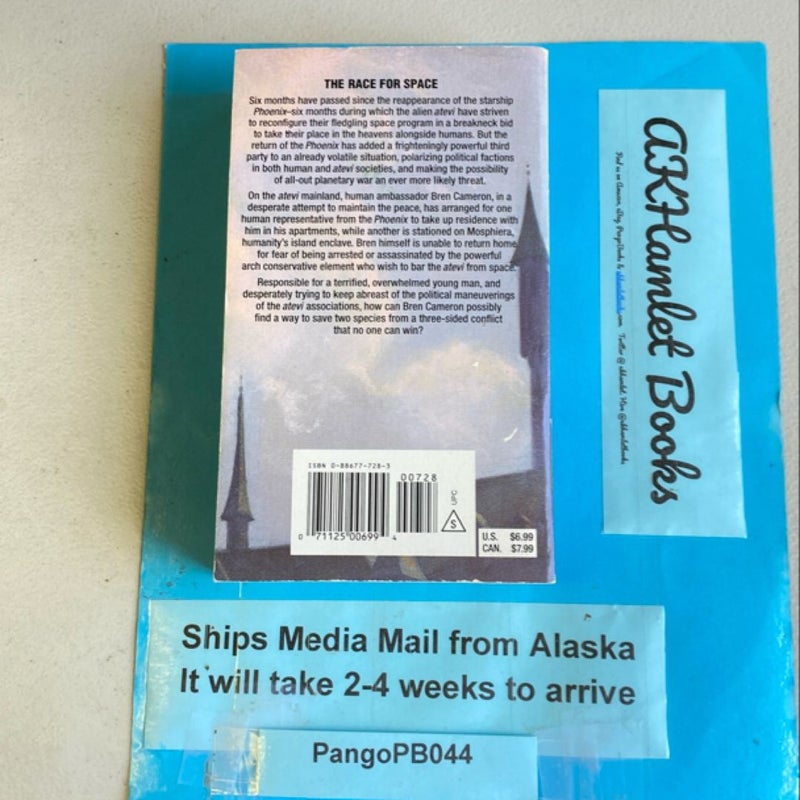 THE RACE FOR SPACE
Six months have passed since the reappearance of the starship
Phoenix–six months during which the alien atevi have striven
to reconfigure their fledgling space program in a breakneck bid
to take their place in the heavens alongside humans. But the
return of the Phoenix has added a frighteningly powerful third
party to an already volatile situation, polarizing political factions
in both human and atevi societies, and making the possibility
of all-out planetary war an ever more likely threat.
On the atevi mainland, human ambassador Bren Cameron, in a
desperate attempt to maintain the peace, has arranged for one
human representative from the Phoenix to take up residence with
him in his apartments, while another is stationed on Mospheira,
humanity's island enclave. Bren himself is unable to return home
for fear of being arrested or assassinated by the powerful
arch conservative element who wish to bar the atevi from space.
Responsible for a terrified, overwhelmed young man, and
desperately trying to keep abreast of the political maneuverings
of the atevi associations, how can Bren Cameron possibly
find a way to save two species from a three-sided conflict
that no one can win?
ISBN 0-88677-728-3
00728
UPC
S
0 71125 00699 4
U.S. $6.99
CAN. $7.99
AKHamlet Books
Ships Media Mail from Alaska
It will take 2-4 weeks to arrive
PangoPB044